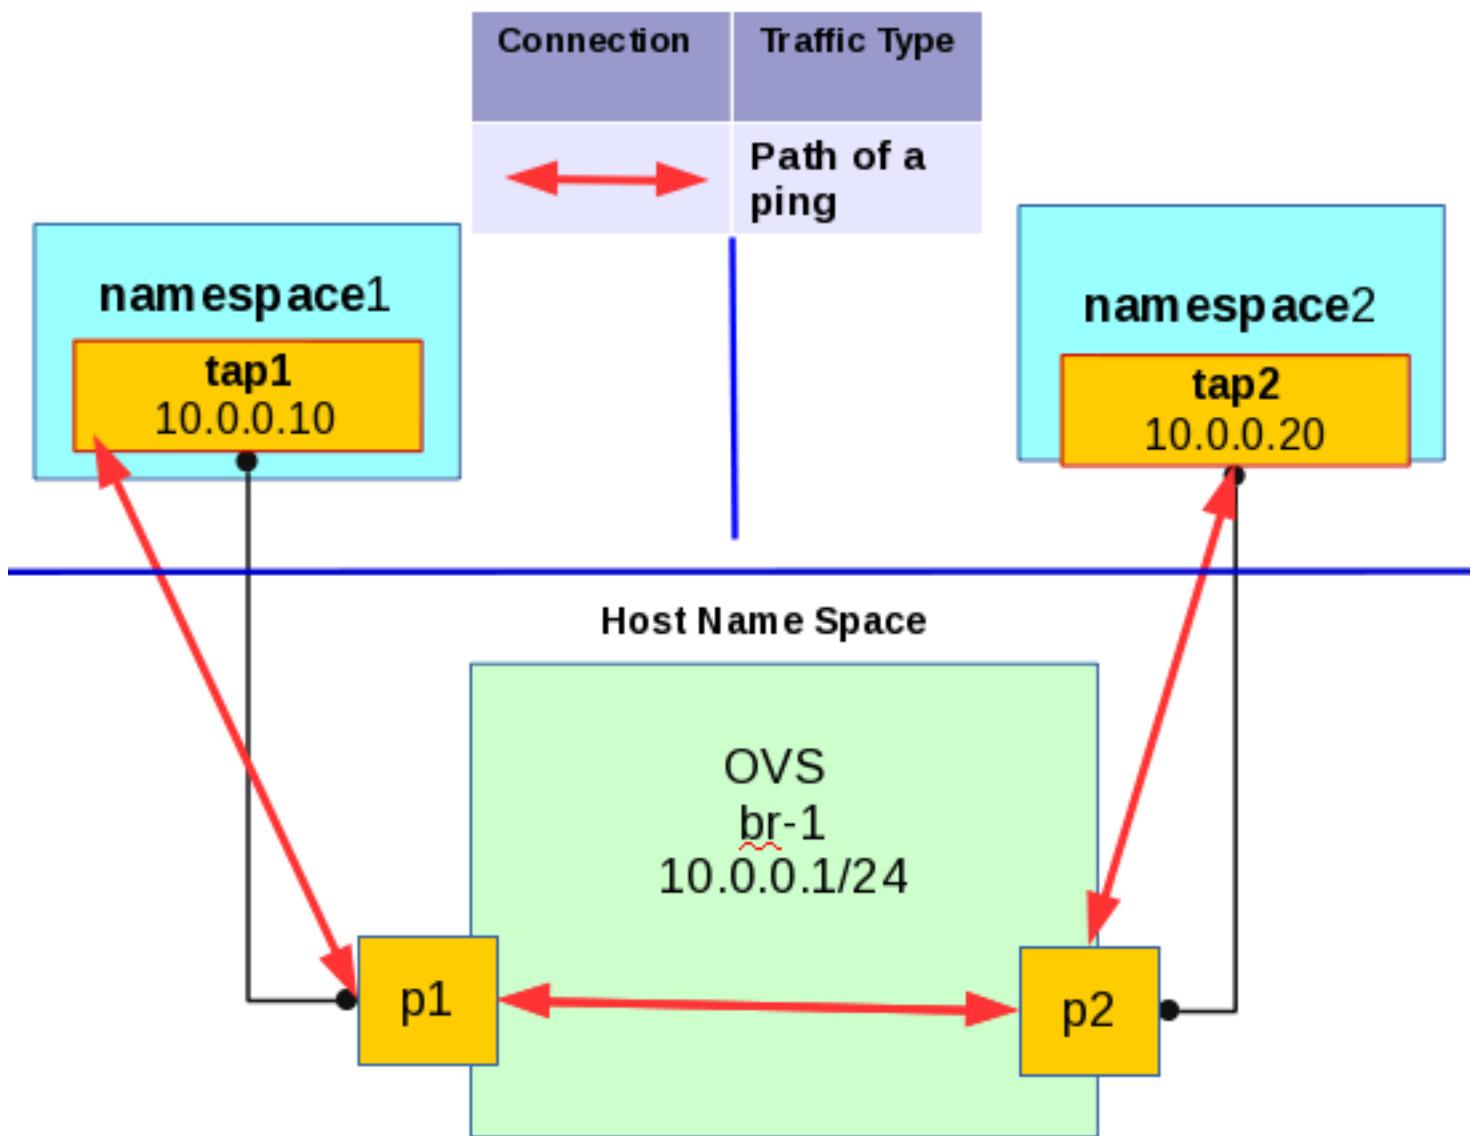 Connection
Traffic Type
Path of a
ping
namespace1
tap1
10.0.0.10
namespace2
tap2
10.0.0.20
Host Name Space
OVS
br-1
10.0.0.1/24
p1
p2